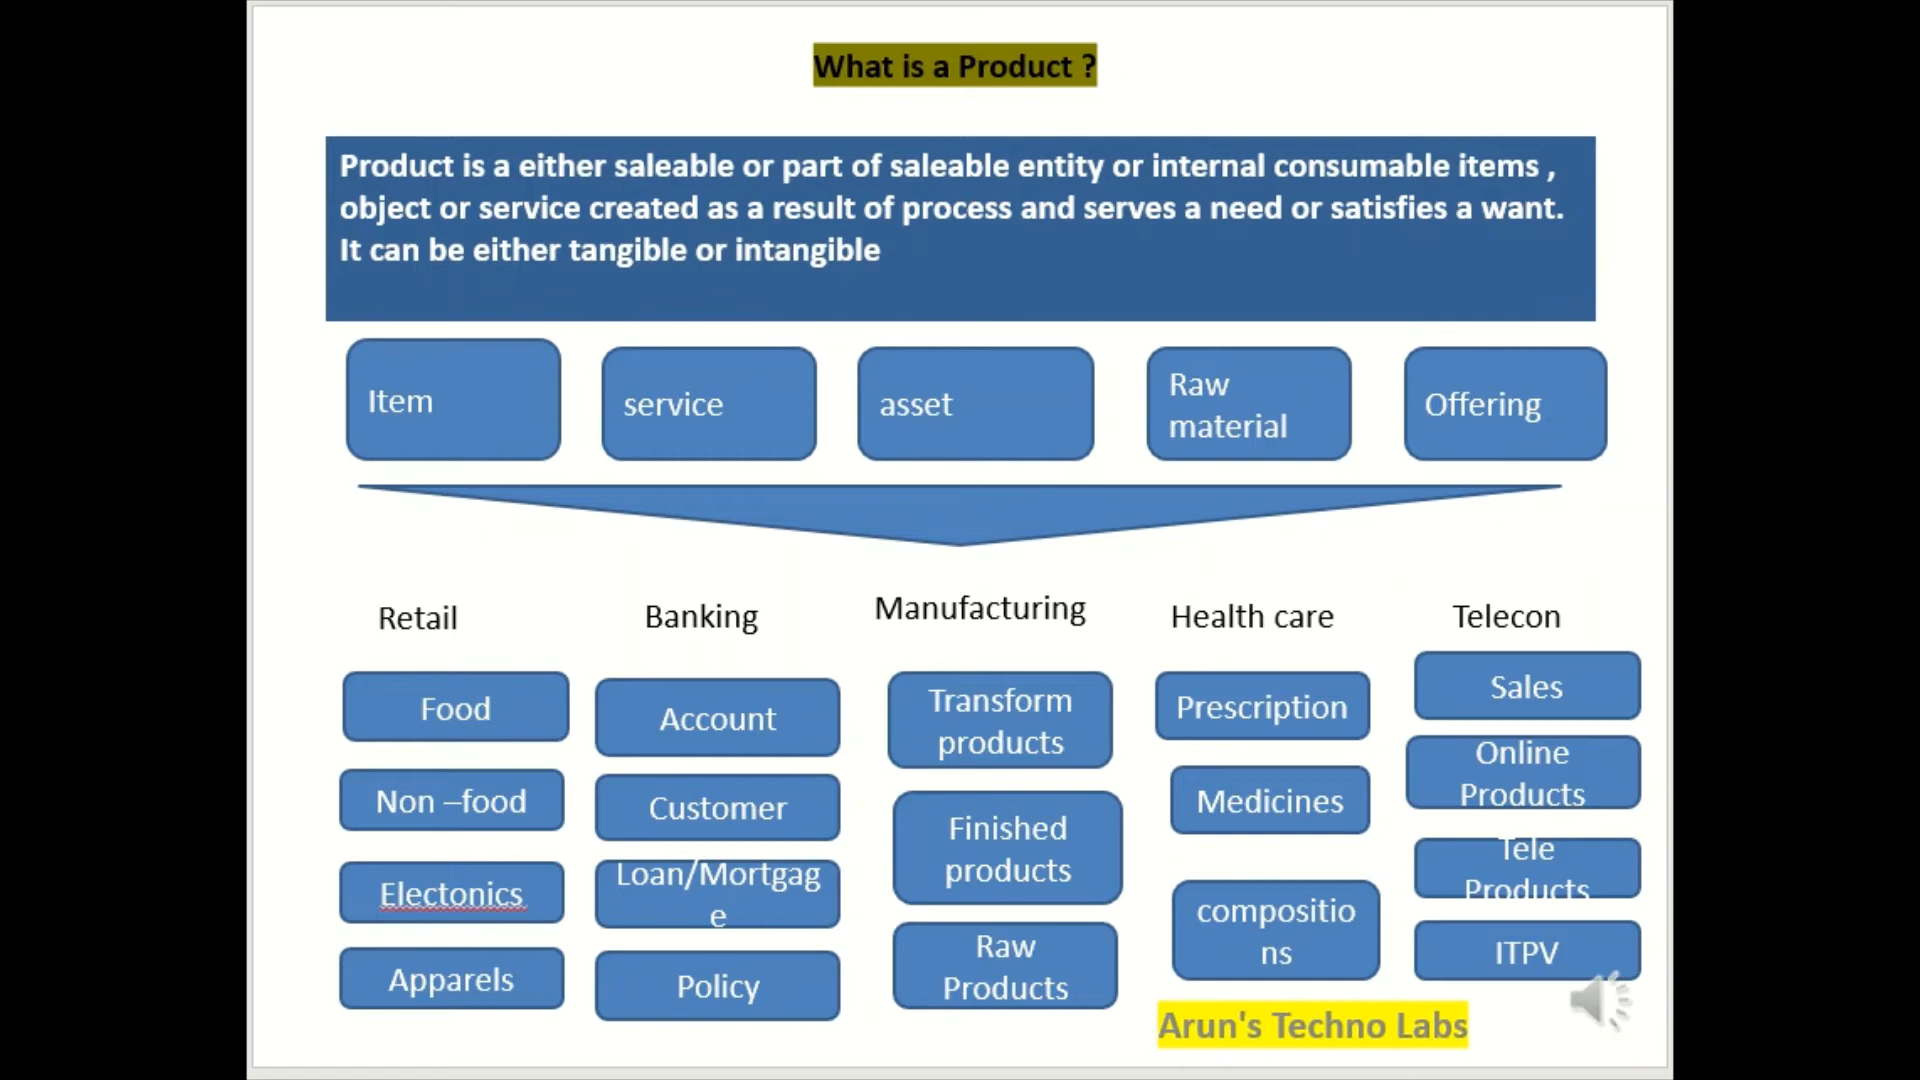 What is a Product ?
Product is a either saleable or part of saleable entity or internal consumable items ,
object or service created as a result of process and serves a need or satisfies a want.
It can be either tangible or intangible
Item
service
asset
Raw
material
Offering
Retail
Food
Non –food
Electonics
Apparels
Banking
Account
Customer
Loan/Mortgag
e
Policy
Manufacturing
Transform
products
Finished
products
Raw
Products
Health care
Prescription
Medicines
compositio
ns
Telecon
Sales
Online
Products
Tele
Products
ITPV
Arun's Techno Labs